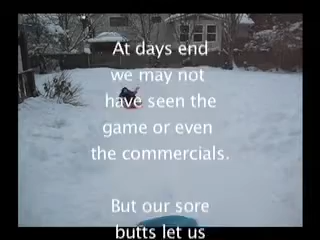 At days end
we may not
have seen the
game or even
the commercials.
But our sore
butts let us